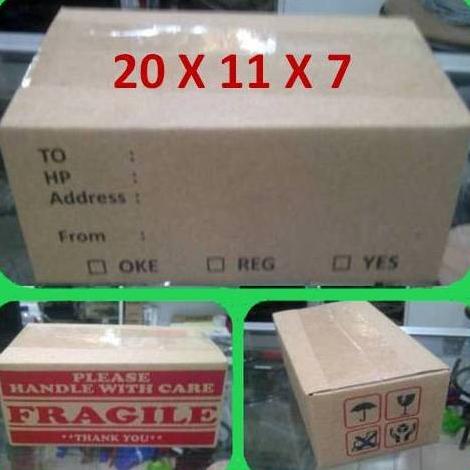 20 X 11 X 7
TO :
HP :
Address :
From :
OKE REG YES
PLEASE
HANDLE WITH CARE
FRAGILE
**THANK YOU**